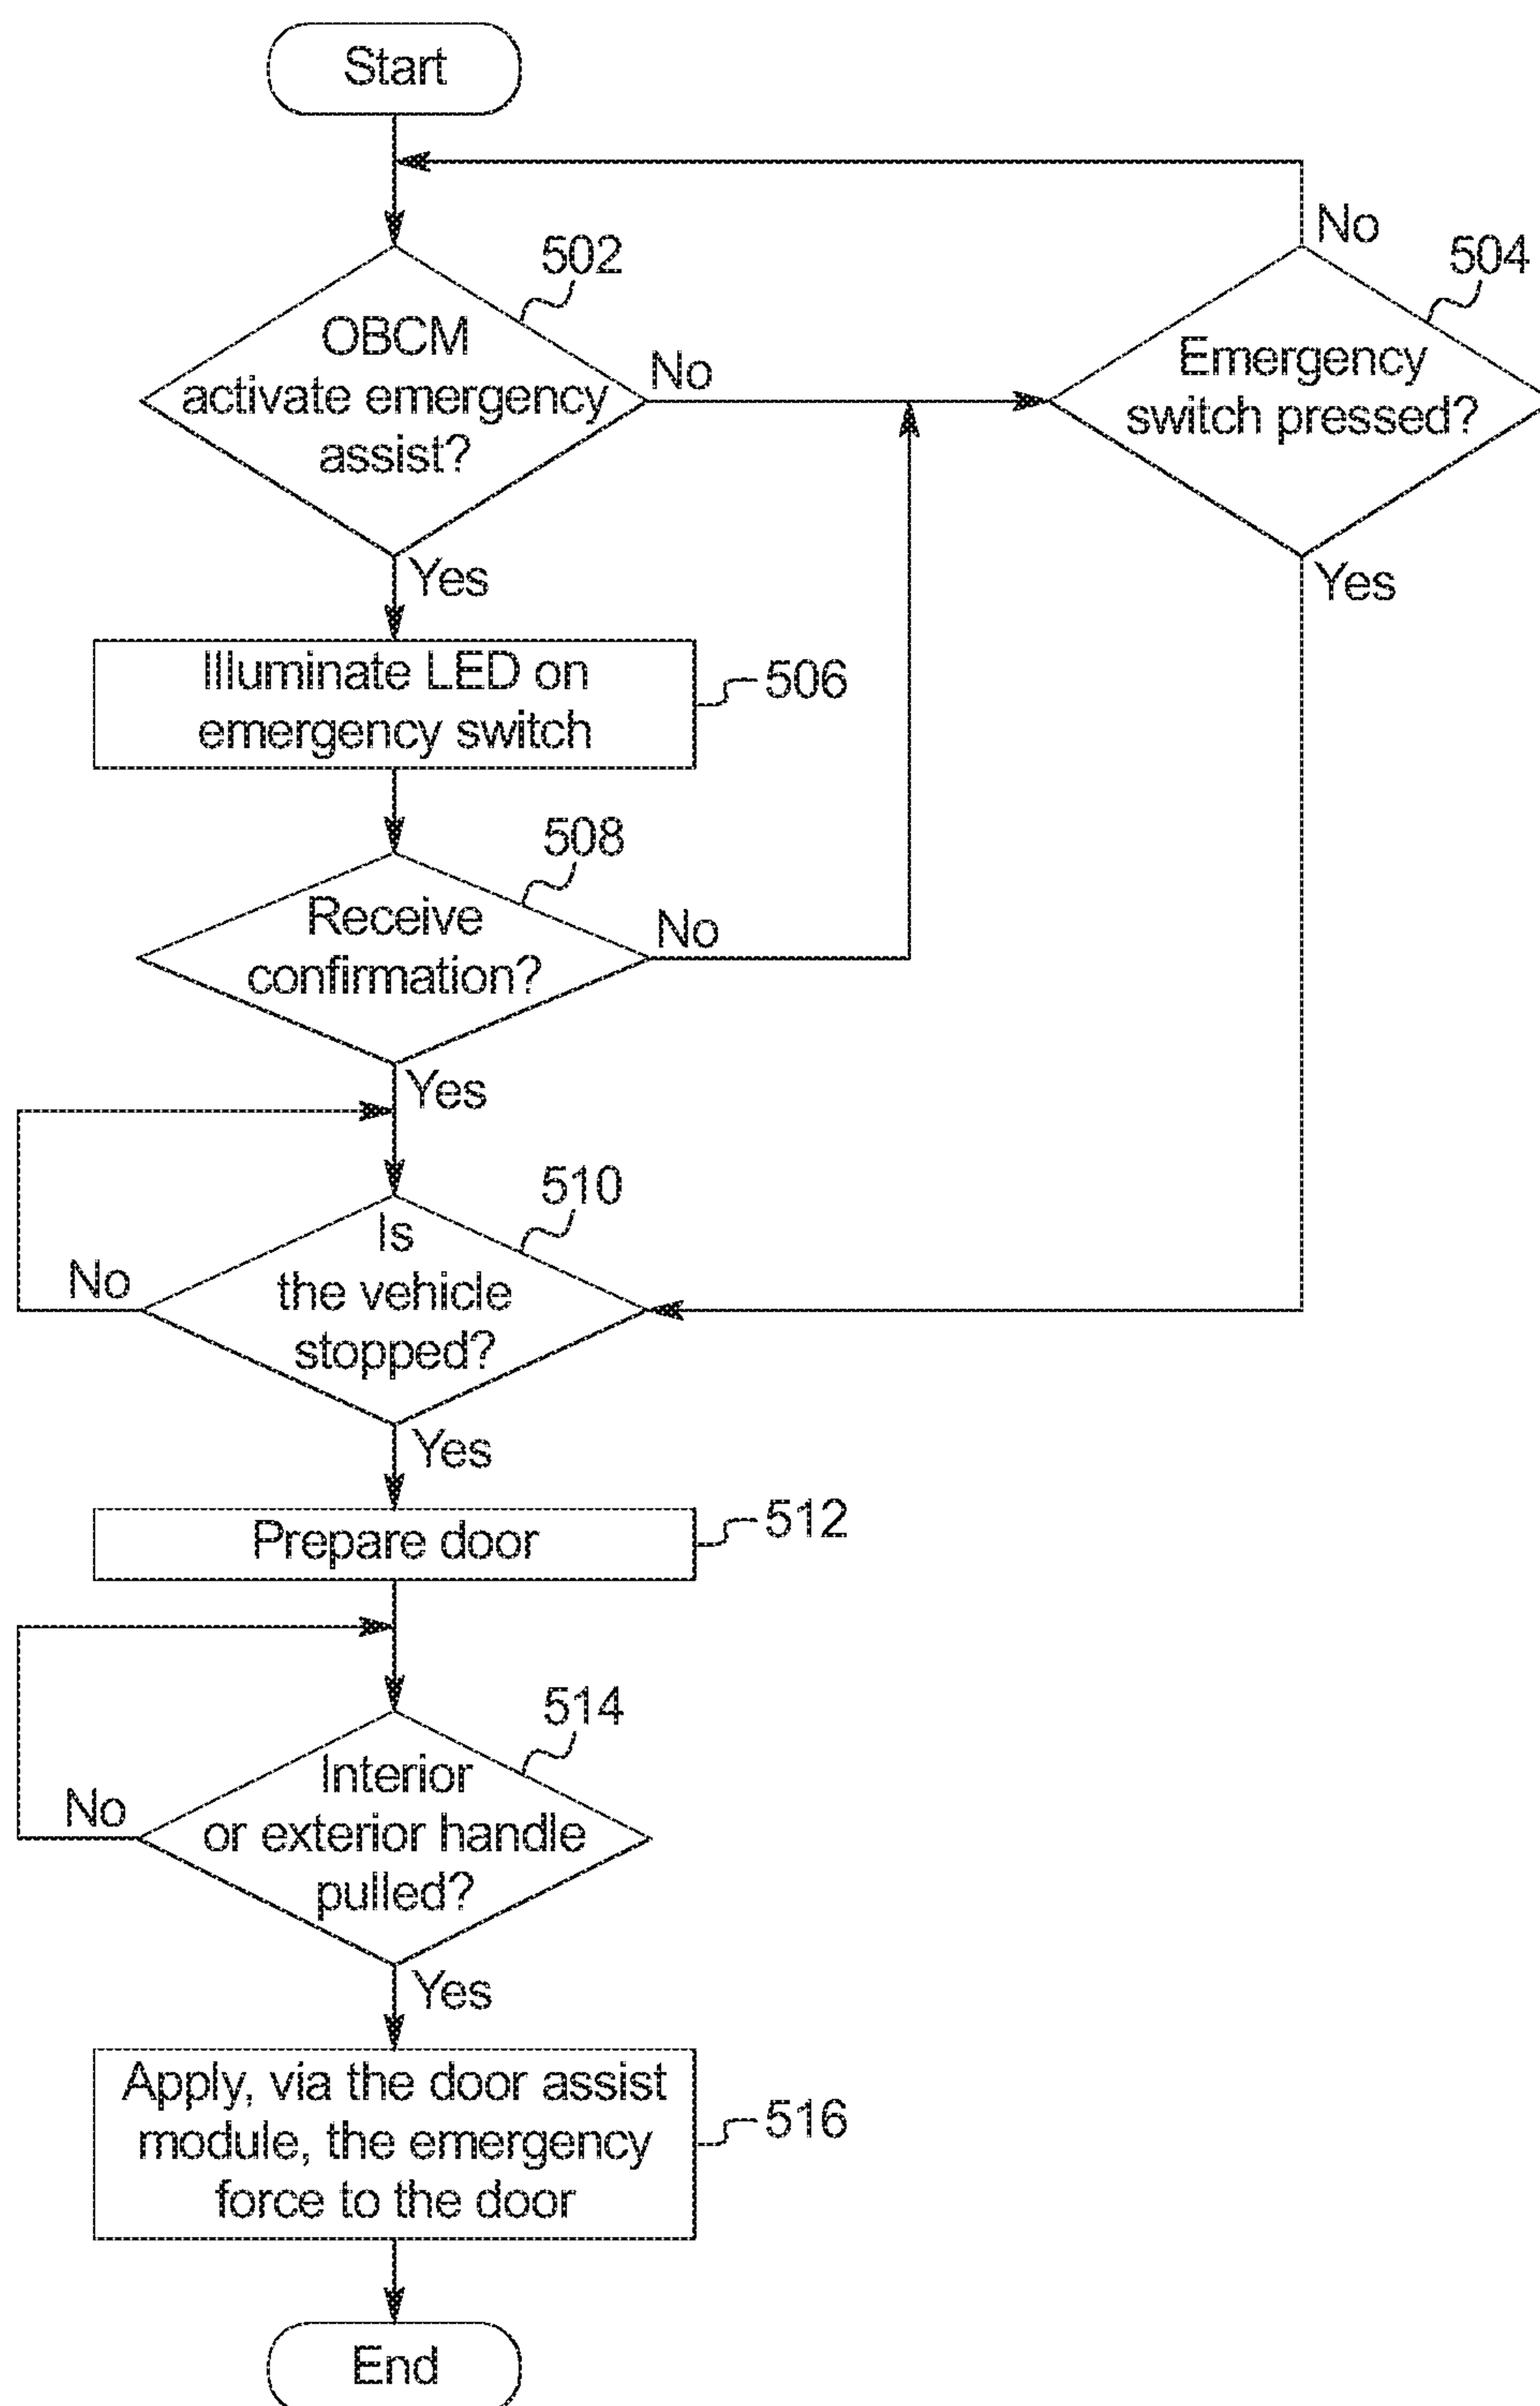 Start
No
502
504
OBCM
activate emergency
assist?
No
Emergency
switch pressed?
Yes
Yes
Illuminate LED on
emergency switch
506
508
Receive
confirmation?
No
Yes
510
Is
the vehicle
stopped?
No
Yes
Prepare door
512
514
Interior
or exterior handle
pulled?
No
Yes
Apply, via the door assist
module, the emergency
force to the door
516
End